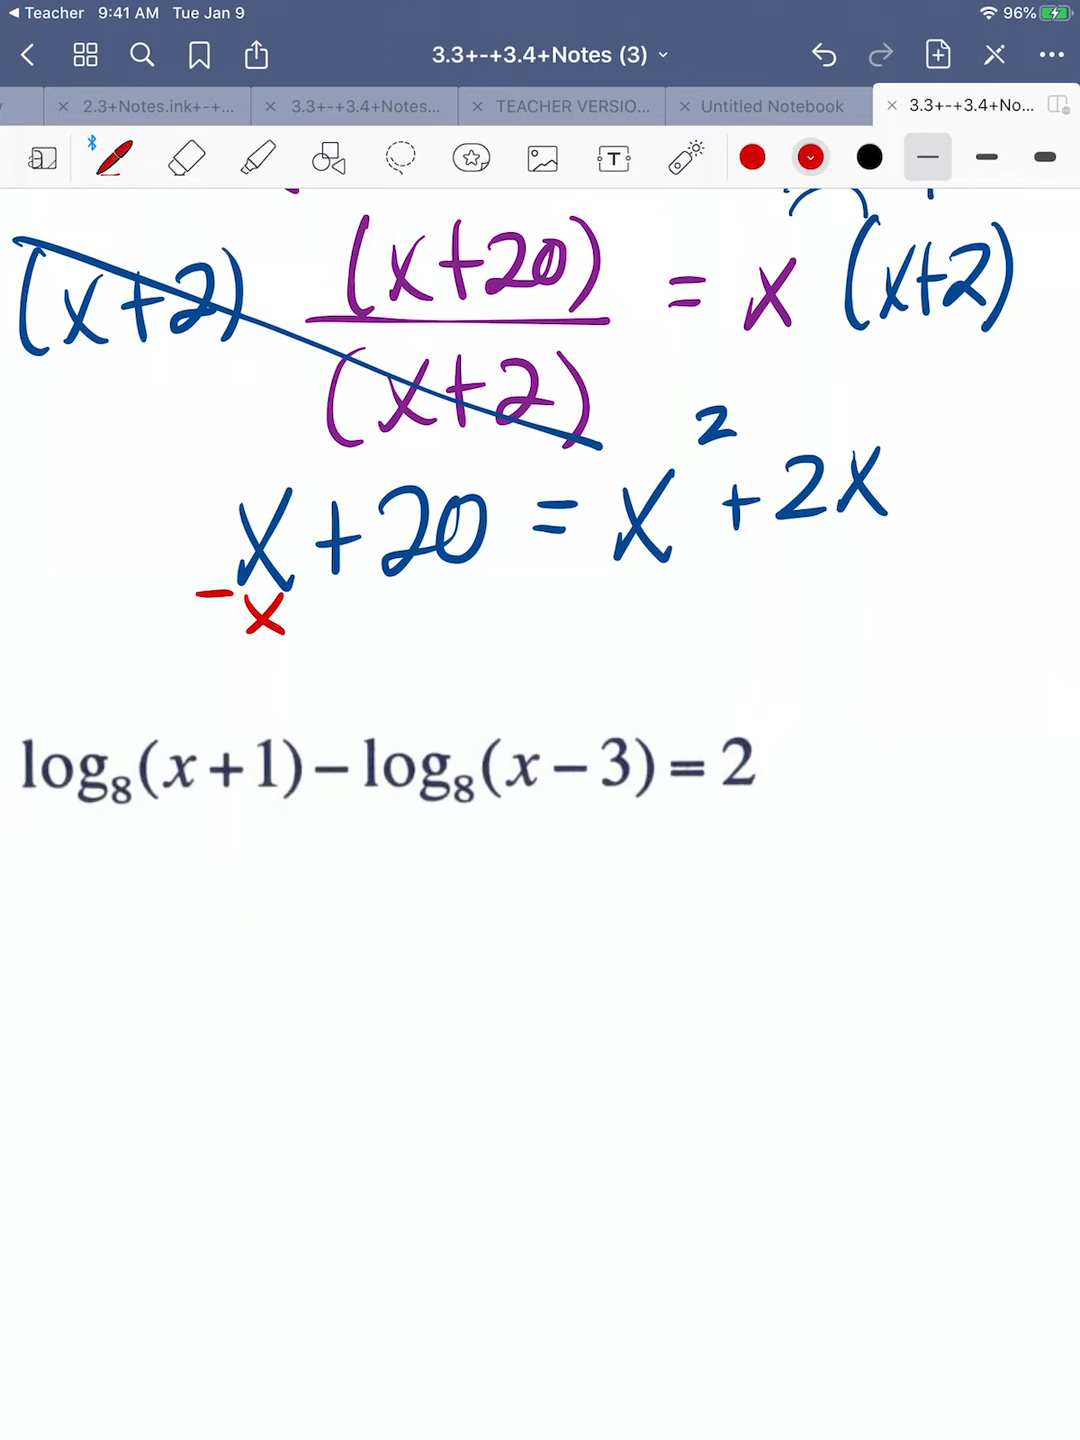 Teacher 9:41 AM Tue Jan 9 96%
3.3+-+3.4+Notes (3)
2.3+Notes.ink+-+... 3.3+-+3.4+Notes... TEACHER VERSIO... Untitled Notebook 3.3+-+3.4+No...
T
(x+2) (x+20) = x (x+2)
(x+2)
x+20 = x² +2x
-x
log₈(x+1)−log₈(x−3)=2